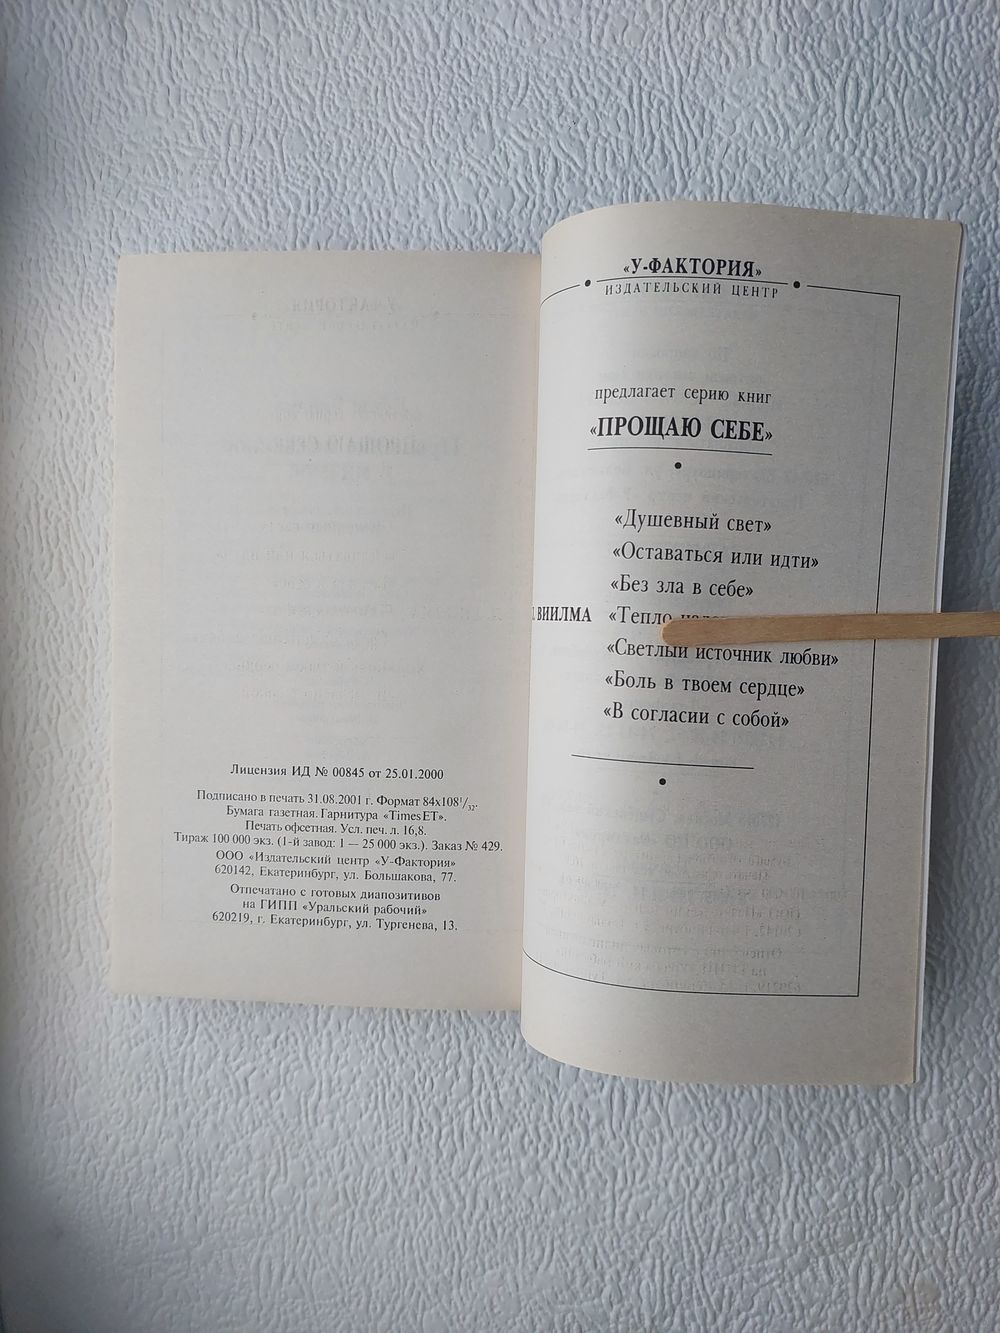 Лицензия ИД № 00845 от 25.01.2000
Подписано в печать 31.08.2001 г. Формат 84х108¹/₃₂.
Бумага газетная. Гарнитура «TimesET».
Печать офсетная. Усл. печ. л. 16,8.
Тираж 100 000 экз. (1-й завод: 1 — 25 000 экз.). Заказ № 429.
ООО «Издательский центр «У-Фактория»
620142, Екатеринбург, ул. Большакова, 77.
Отпечатано с готовых диапозитивов
на ГИПП «Уральский рабочий»
620219, г. Екатеринбург, ул. Тургенева, 13.
«У-ФАКТОРИЯ»
ИЗДАТЕЛЬСКИЙ ЦЕНТР
предлагает серию книг
«ПРОЩАЮ СЕБЕ»
«Душевный свет»
«Оставаться или идти»
«Без зла в себе»
ВИИЛМА «Тепло
«Светлый источник любви»
«Боль в твоем сердце»
«В согласии с собой»